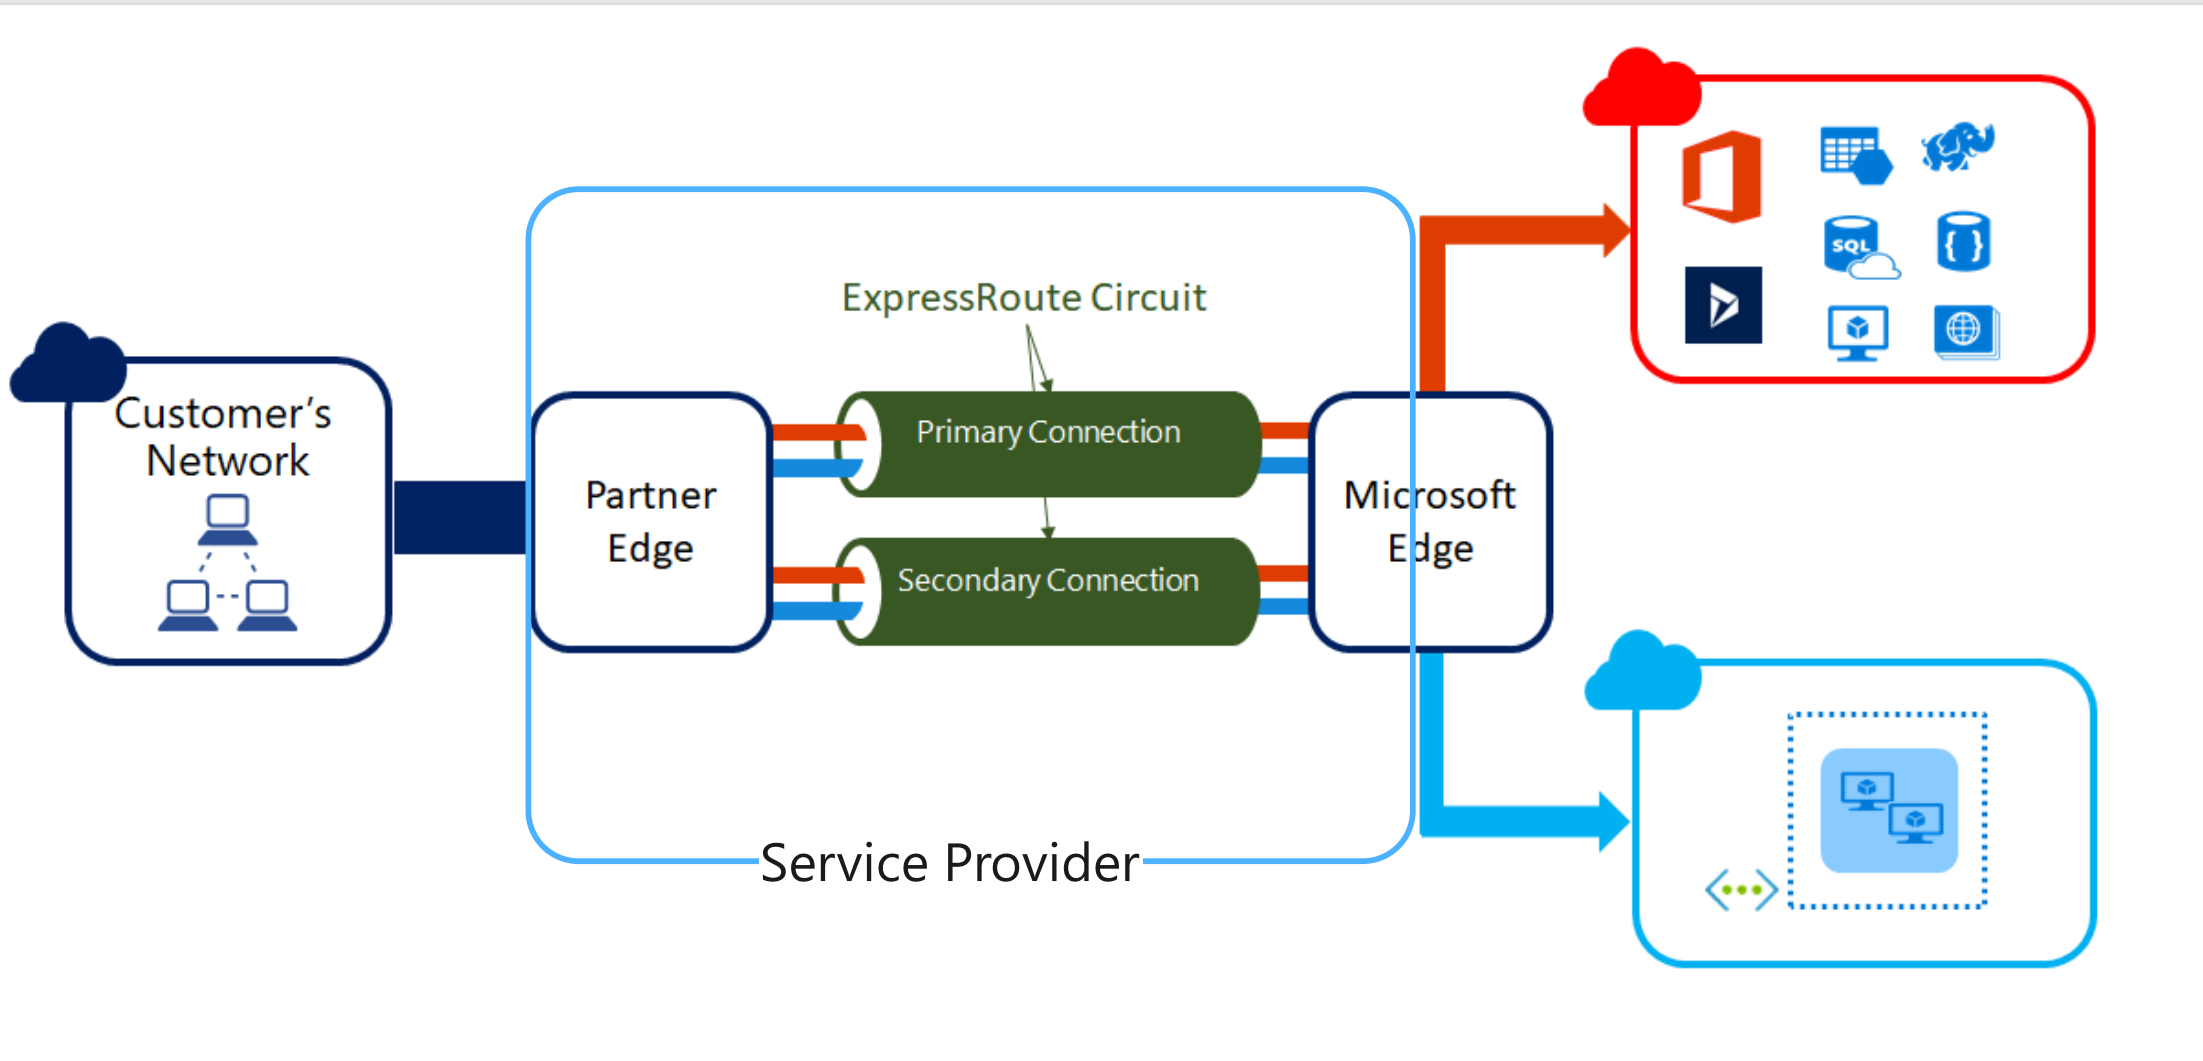 Customer’s
Network
Partner
Edge
ExpressRoute Circuit
Primary Connection
Secondary Connection
Microsoft
Edge
Service Provider
SQL
{ }